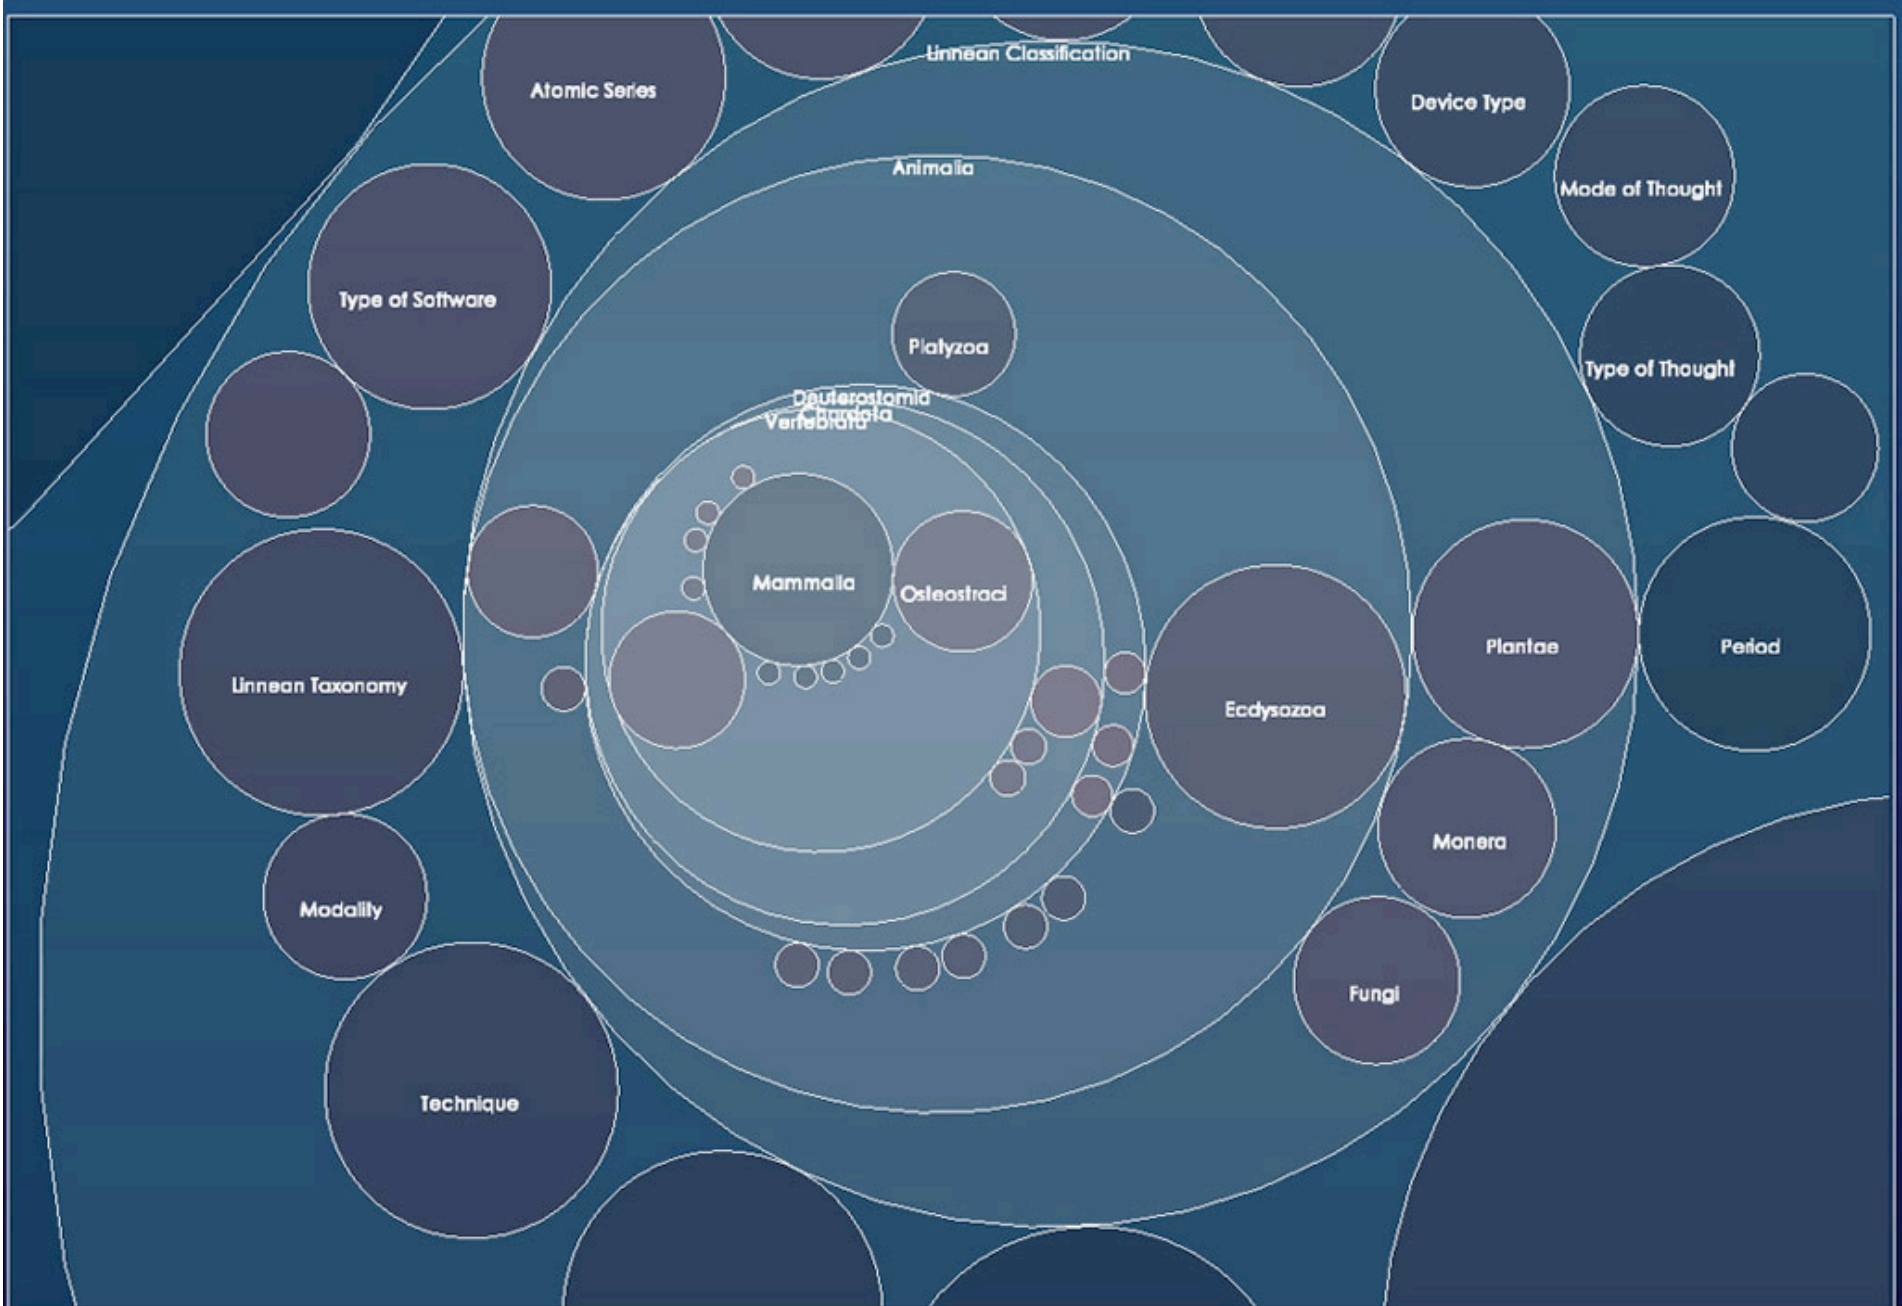 Linnean Classification
Atomic Series
Device Type
Animalia
Mode of Thought
Type of Software
Platyzoa
Type of Thought
Deuterostomia
Chordata
Vertebrata
Mammalia
Osteostraci
Plantae
Period
Linnean Taxonomy
Ecdysozoa
Monera
Modality
Fungi
Technique